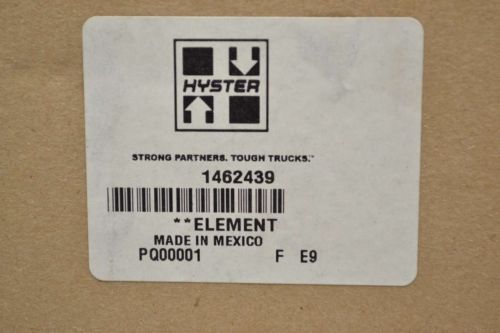 HYSTER
STRONG PARTNERS. TOUGH TRUCKS.™
1462439
**ELEMENT
MADE IN MEXICO
PQ00001 F E9